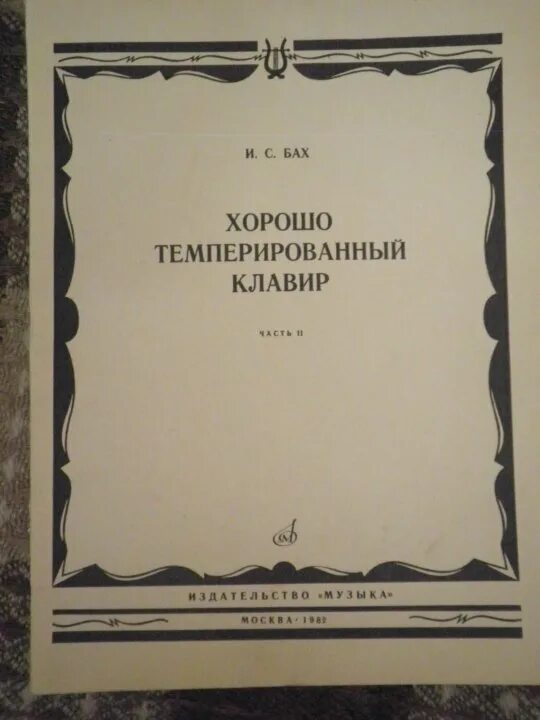 И. С. БАХ
ХОРОШО
ТЕМПЕРИРОВАННЫЙ
КЛАВИР
ЧАСТЬ II
ИЗДАТЕЛЬСТВО «МУЗЫКА»
МОСКВА · 1982